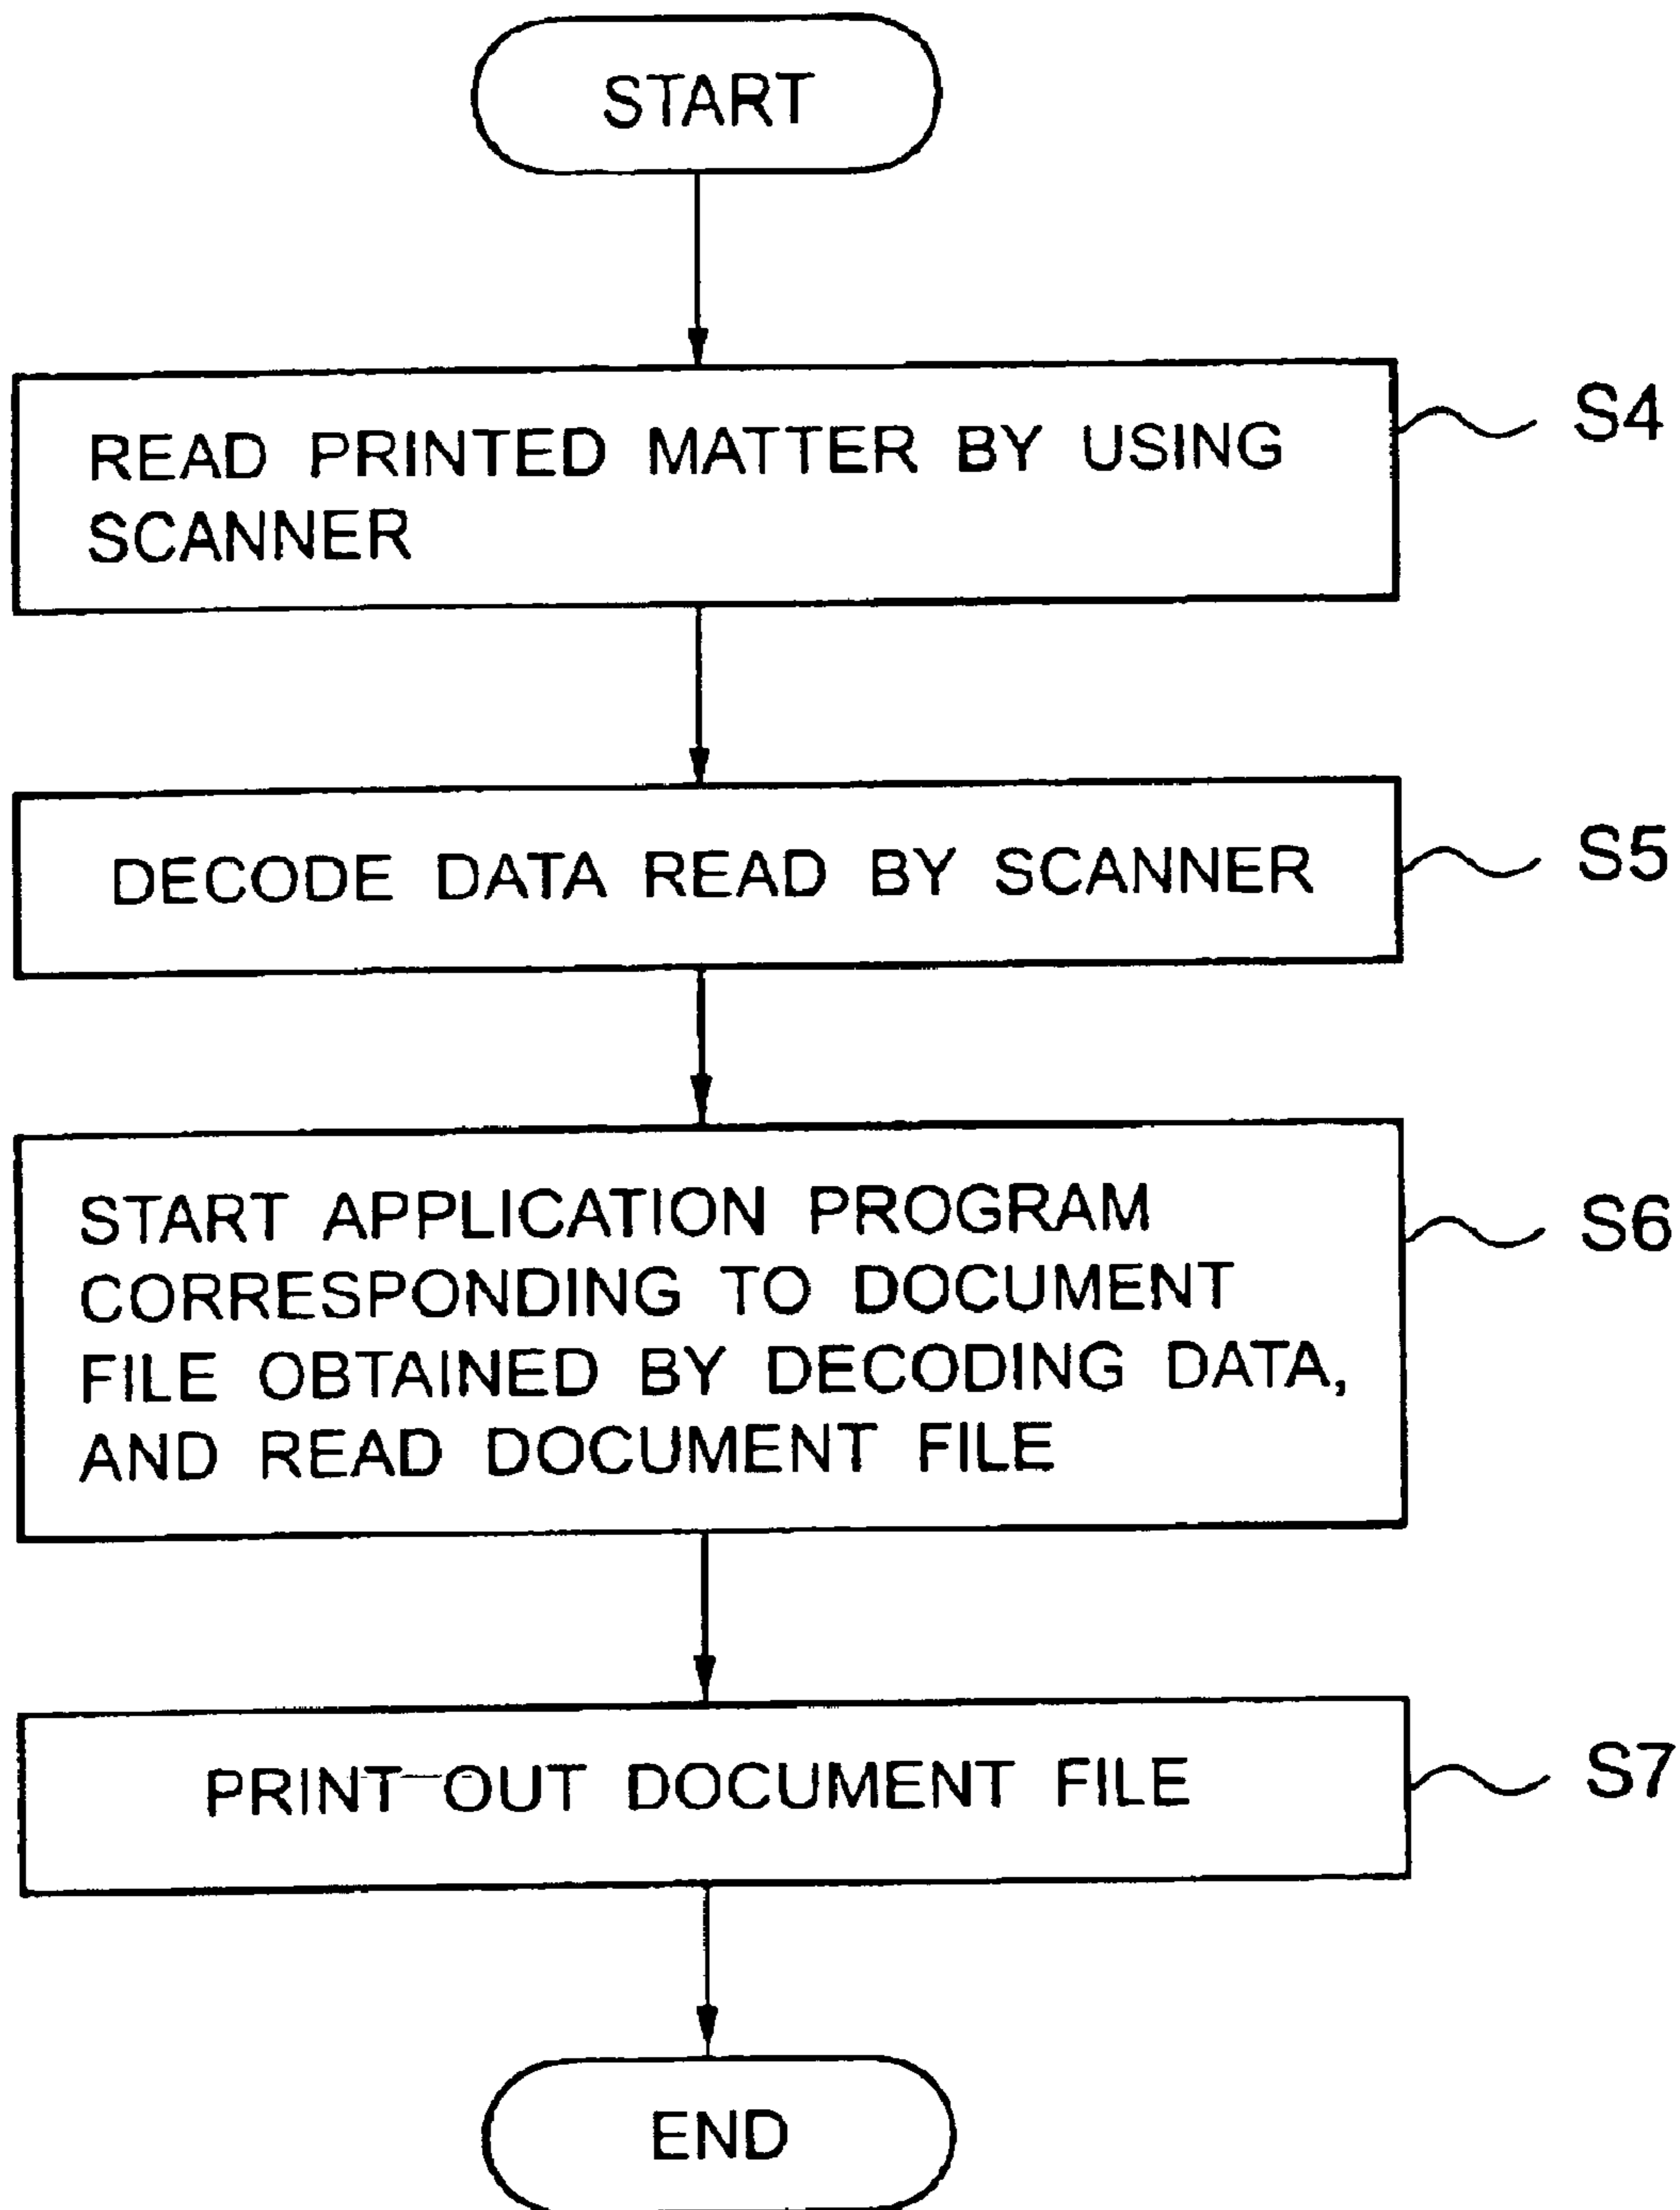 START
READ PRINTED MATTER BY USING
SCANNER
S4
DECODE DATA READ BY SCANNER
S5
START APPLICATION PROGRAM
CORRESPONDING TO DOCUMENT
FILE OBTAINED BY DECODING DATA,
AND READ DOCUMENT FILE
S6
PRINT-OUT DOCUMENT FILE
S7
END